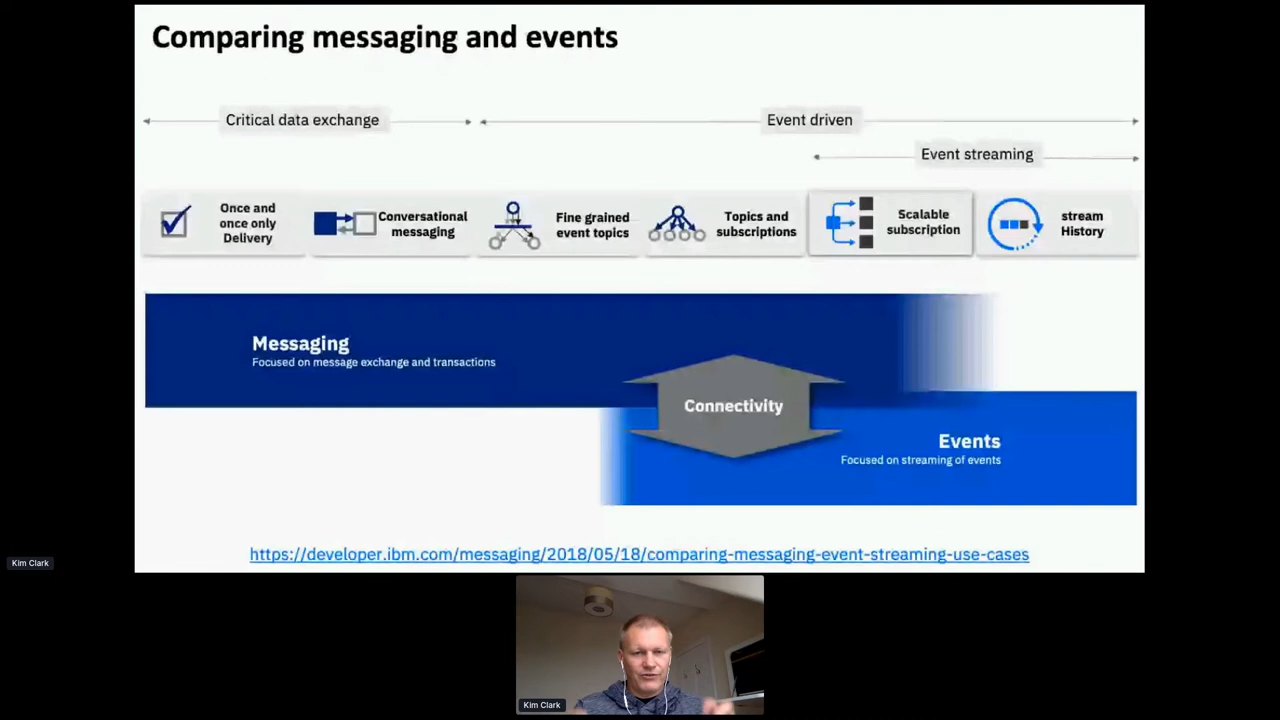 Comparing messaging and events
Critical data exchange
Event driven
Event streaming
Once and
once only
Delivery
Conversational
messaging
Fine grained
event topics
Topics and
subscriptions
Scalable
subscription
stream
History
Messaging
Focused on message exchange and transactions
Connectivity
Events
Focused on streaming of events
https://developer.ibm.com/messaging/2018/05/18/comparing-messaging-event-streaming-use-cases
Kim Clark
Kim Clark